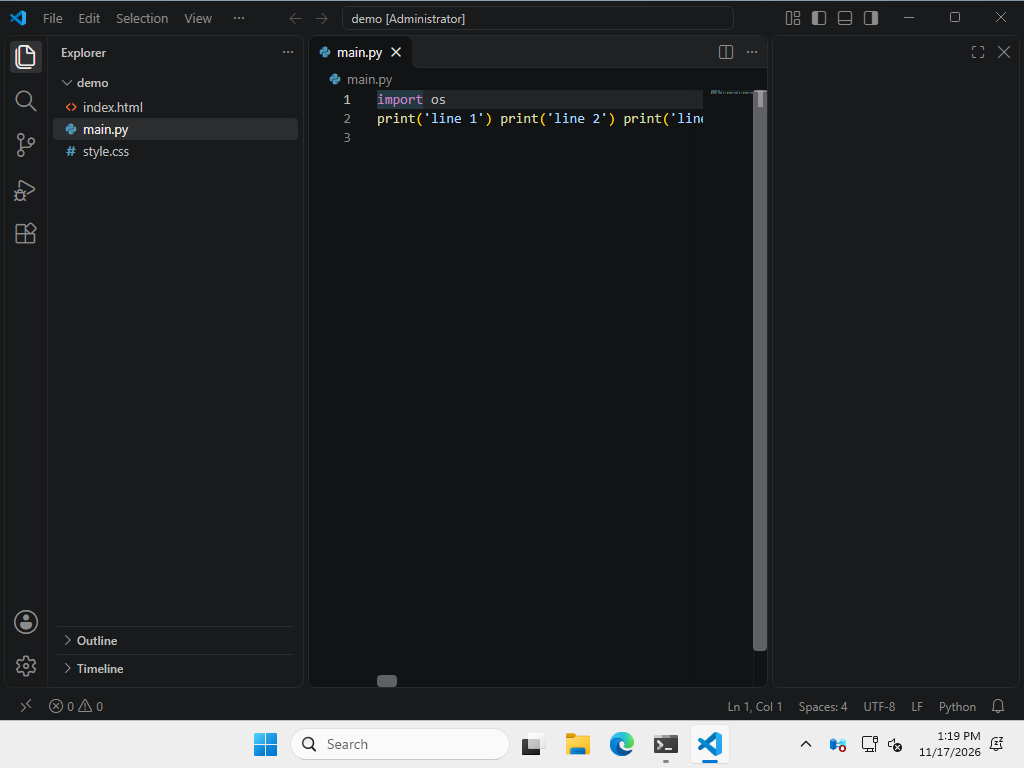 File Edit Selection View ··· demo [Administrator]
Explorer ···
demo
index.html
main.py
# style.css
Outline
Timeline
main.py
main.py
1 import os
2 print('line 1') print('line 2') print('line
3
0 0 Ln 1, Col 1 Spaces: 4 UTF-8 LF Python
Search
1:19 PM
11/17/2026